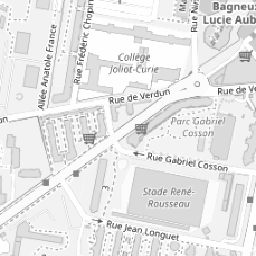 Bagneux
Lucie Aub
Allée Anatole France
Rue Frédéric Chopin
Collège
Joliot-Curie
Rue de Verdun
Rue de Ve
Parc Gabriel
Cosson
Rue Gabriel Cosson
Stade René-
Rousseau
Rue Jean Longuet